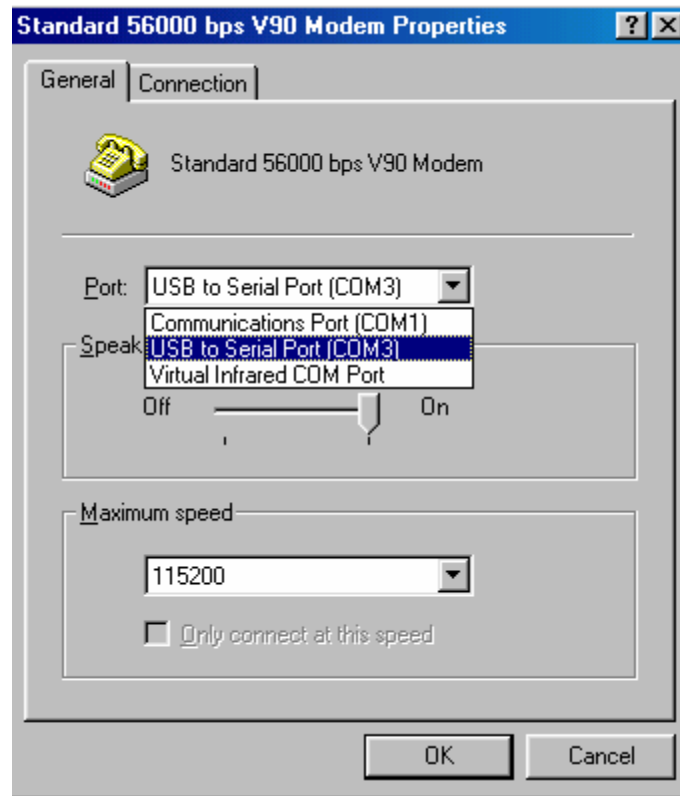 Standard 56000 bps V90 Modem Properties
General Connection
Standard 56000 bps V90 Modem
Port: USB to Serial Port (COM3)
Communications Port (COM1)
Speak USB to Serial Port (COM3)
Virtual Infrared COM Port
Off On
Maximum speed
115200
Only connect at this speed
OK Cancel